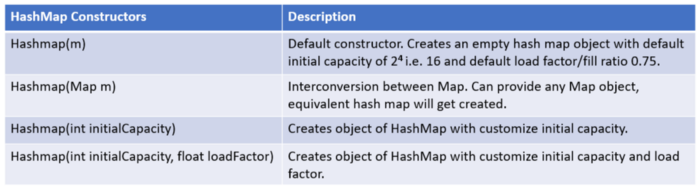 HashMap Constructors Description
Hashmap(m) Default constructor. Creates an empty hash map object with default
initial capacity of 2⁴ i.e. 16 and default load factor/fill ratio 0.75.
Hashmap(Map m) Interconversion between Map. Can provide any Map object,
equivalent hash map will get created.
Hashmap(int initialCapacity) Creates object of HashMap with customize initial capacity.
Hashmap(int initialCapacity, float loadFactor) Creates object of HashMap with customize initial capacity and load
factor.